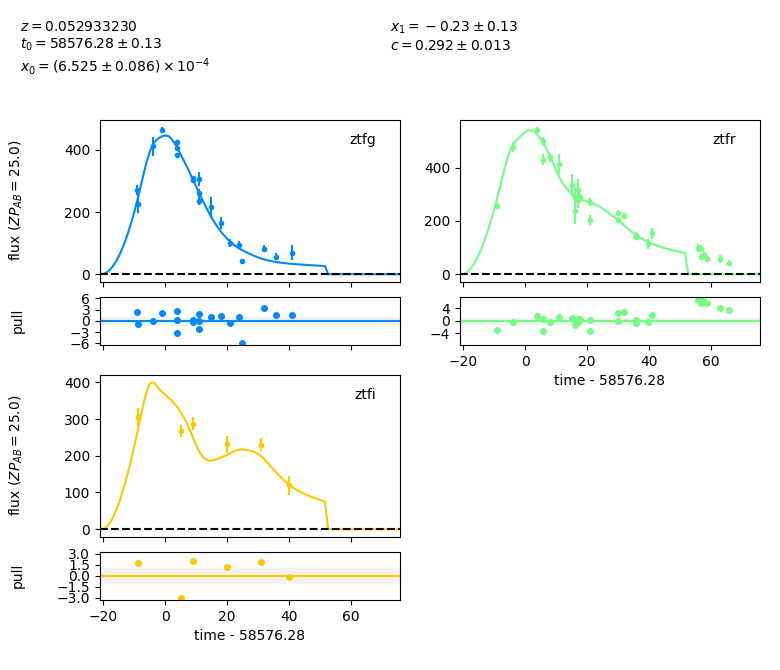 z = 0.052933230
t₀ = 58576.28 ± 0.13
x₀ = (6.525 ± 0.086) × 10⁻⁴
x₁ = −0.23 ± 0.13
c = 0.292 ± 0.013
ztfg
flux (ZP_AB = 25.0)
400
200
0
ztfr
400
200
0
pull
6
3
0
−3
−6
4
0
−4
−20
0
20
40
60
time - 58576.28
ztfi
flux (ZP_AB = 25.0)
400
300
200
100
0
pull
3.0
1.5
0.0
−1.5
−3.0
−20
0
20
40
60
time - 58576.28